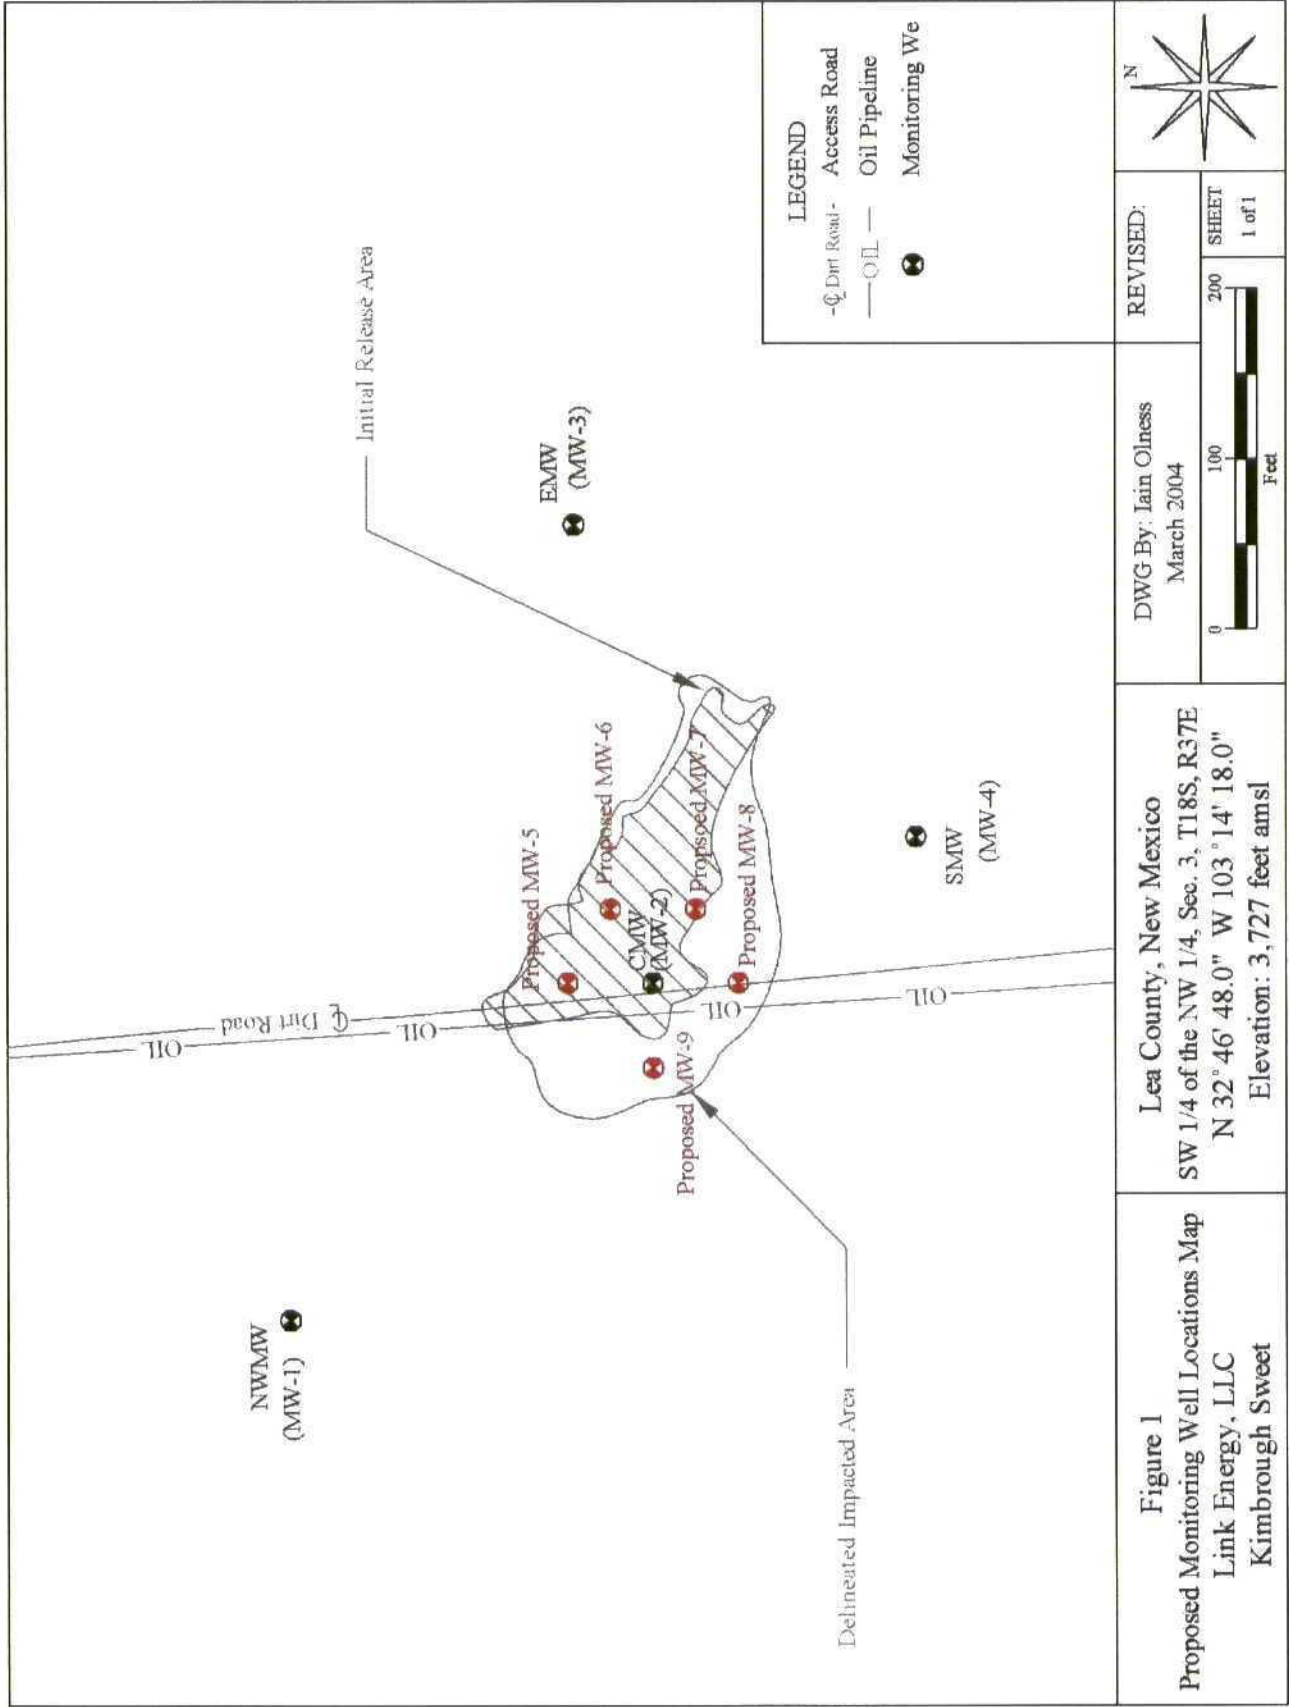 Initial Release Area
NWMW
(MW-1)
EMW
(MW-3)
OIL
Dirt Road
OIL
Proposed MW-5
Proposed MW-6
CMW
(MW-2)
Propsoed MW-7
Proposed MW-9
OIL
Proposed MW-8
SMW
(MW-4)
OIL
Delineated Impacted Area
LEGEND
Dirt Road Access Road
OIL Oil Pipeline
Monitoring We
Figure 1
Proposed Monitoring Well Locations Map
Link Energy, LLC
Kimbrough Sweet
Lea County, New Mexico
SW 1/4 of the NW 1/4, Sec. 3, T18S, R37E
N 32° 46' 48.0" W 103° 14' 18.0"
Elevation: 3,727 feet amsl
DWG By: Iain Olness
March 2004
REVISED:
N
0 100 200
Feet
SHEET
1 of 1